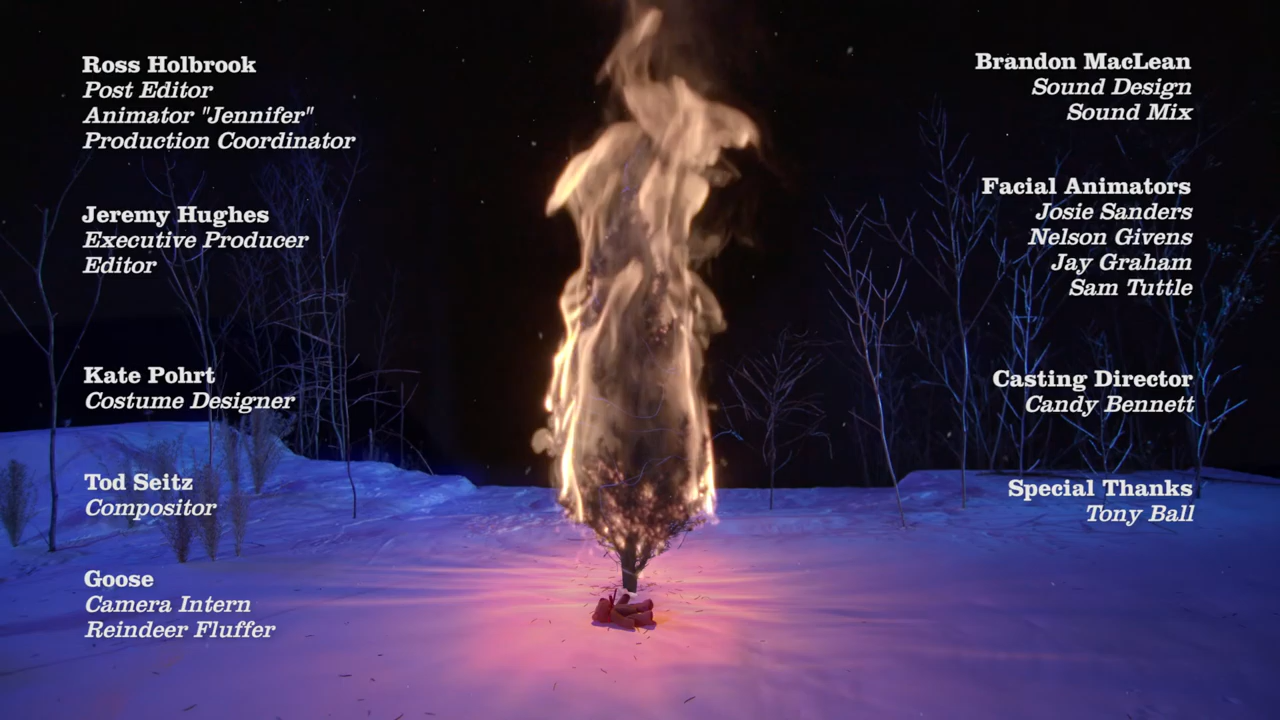 Ross Holbrook
Post Editor
Animator "Jennifer"
Production Coordinator
Jeremy Hughes
Executive Producer
Editor
Kate Pohrt
Costume Designer
Tod Seitz
Compositor
Goose
Camera Intern
Reindeer Fluffer
Brandon MacLean
Sound Design
Sound Mix
Facial Animators
Josie Sanders
Nelson Givens
Jay Graham
Sam Tuttle
Casting Director
Candy Bennett
Special Thanks
Tony Ball